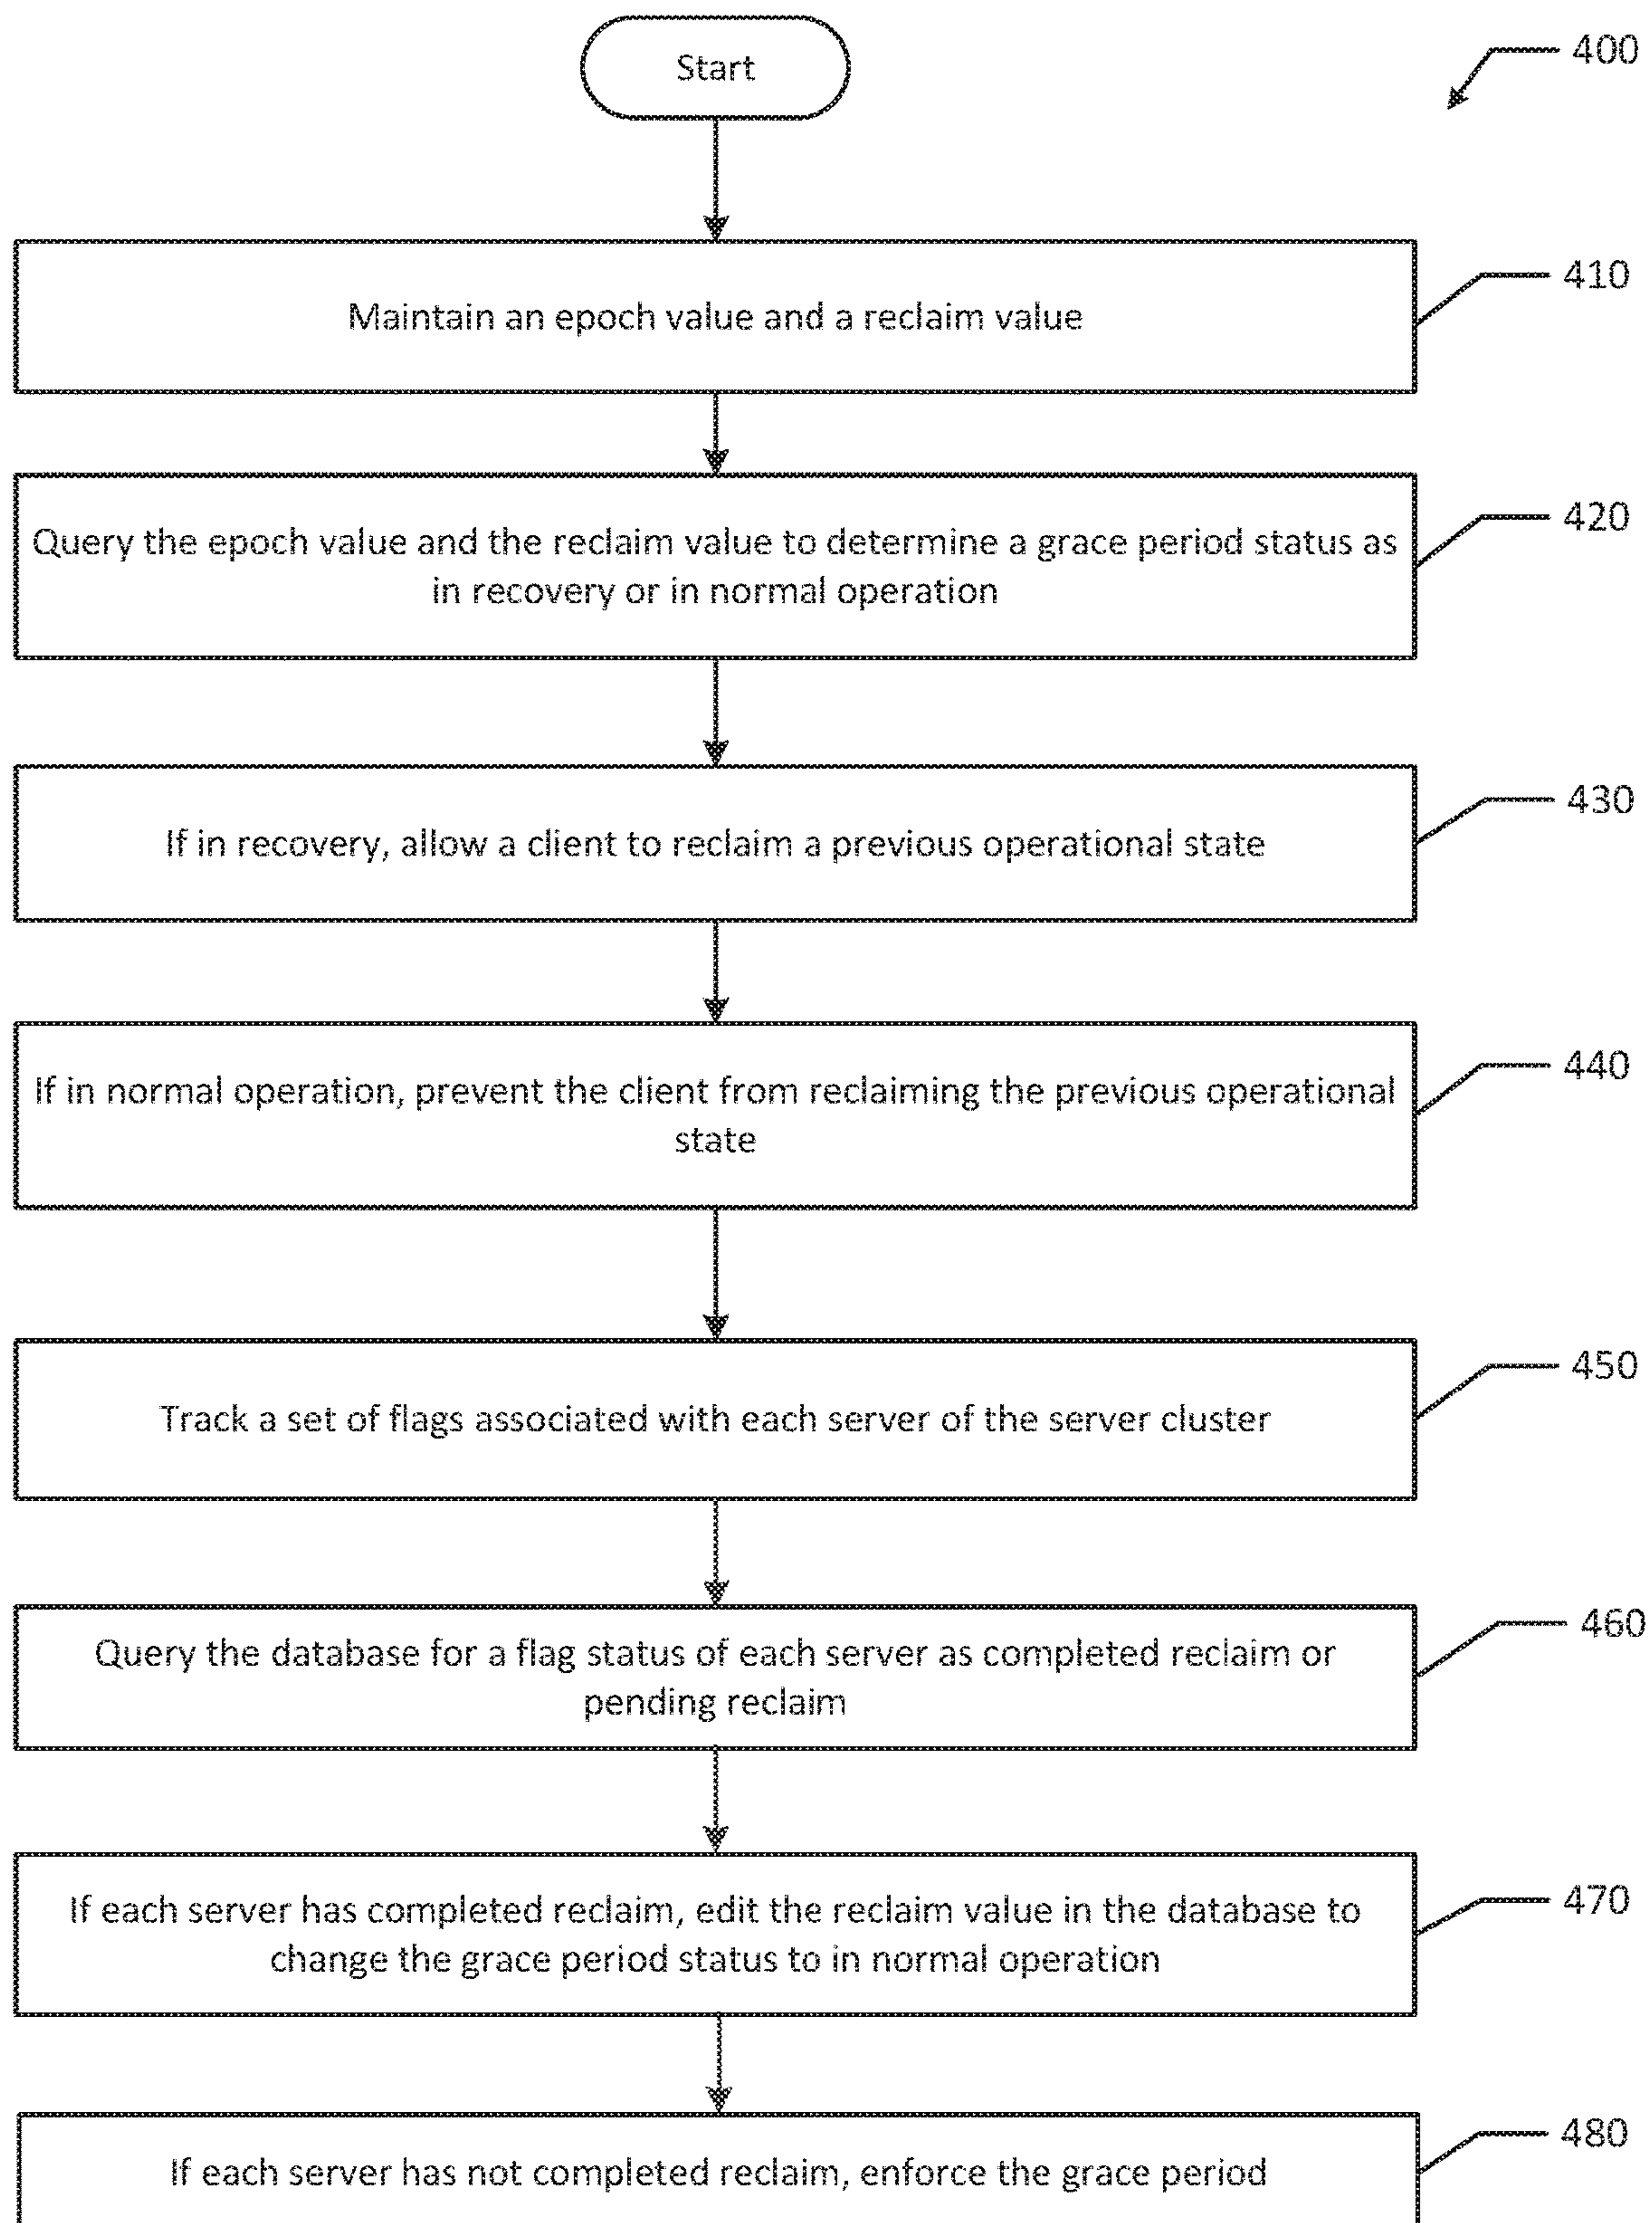 Start
400
Maintain an epoch value and a reclaim value
410
Query the epoch value and the reclaim value to determine a grace period status as
in recovery or in normal operation
420
If in recovery, allow a client to reclaim a previous operational state
430
If in normal operation, prevent the client from reclaiming the previous operational
state
440
Track a set of flags associated with each server of the server cluster
450
Query the database for a flag status of each server as completed reclaim or
pending reclaim
460
If each server has completed reclaim, edit the reclaim value in the database to
change the grace period status to in normal operation
470
If each server has not completed reclaim, enforce the grace period
480